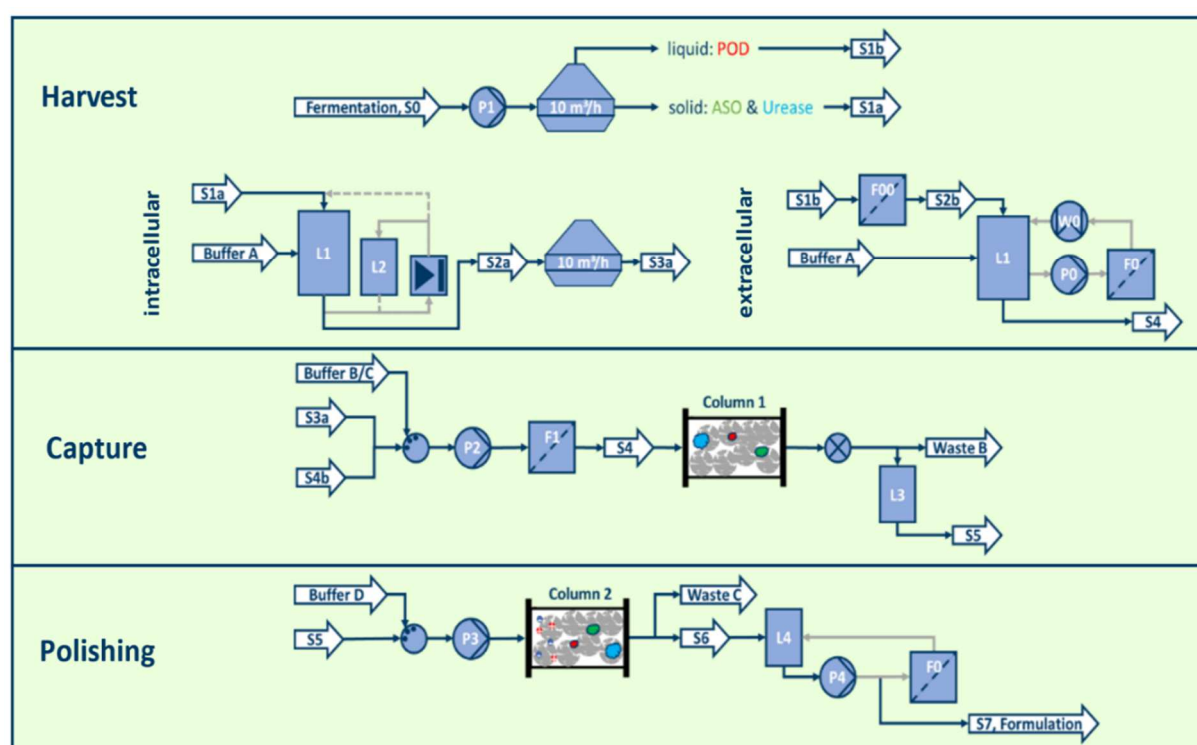 Harvest
Fermentation, S0
P1
10 m³/h
liquid: POD
S1b
solid: ASO & Urease
S1a
intracellular
S1a
Buffer A
L1
L2
S2a
10 m³/h
S3a
extracellular
S1b
F00
S2b
Buffer A
L1
W0
P0
F0
S4
Capture
Buffer B/C
S3a
S4b
P2
F1
S4
Column 1
Waste B
L3
S5
Polishing
Buffer D
S5
P3
Column 2
Waste C
S6
L4
P4
F0
S7, Formulation